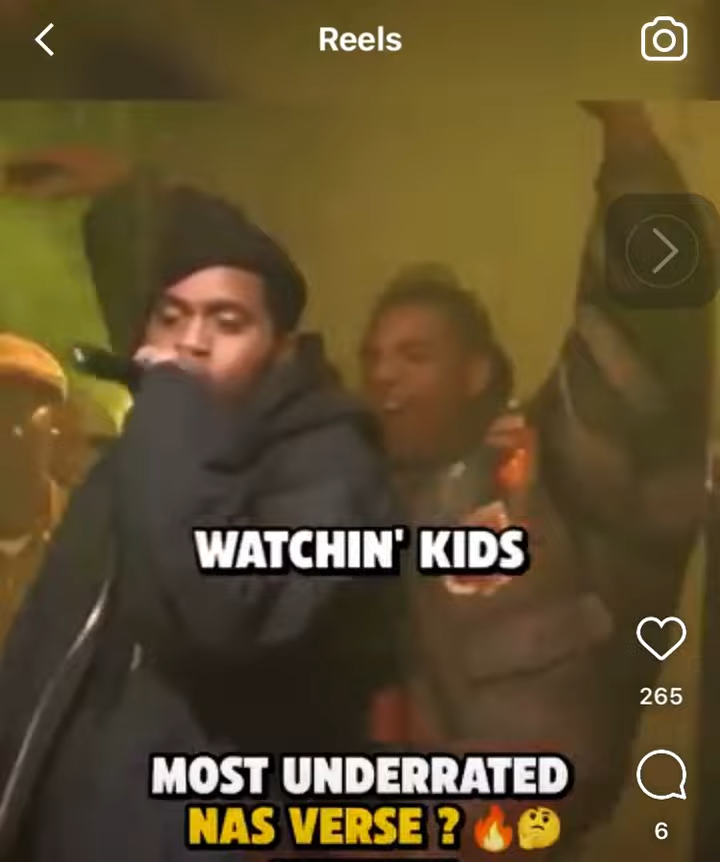 Reels
WATCHIN' KIDS
265
MOST UNDERRATED
NAS VERSE ? 🔥🤔
6